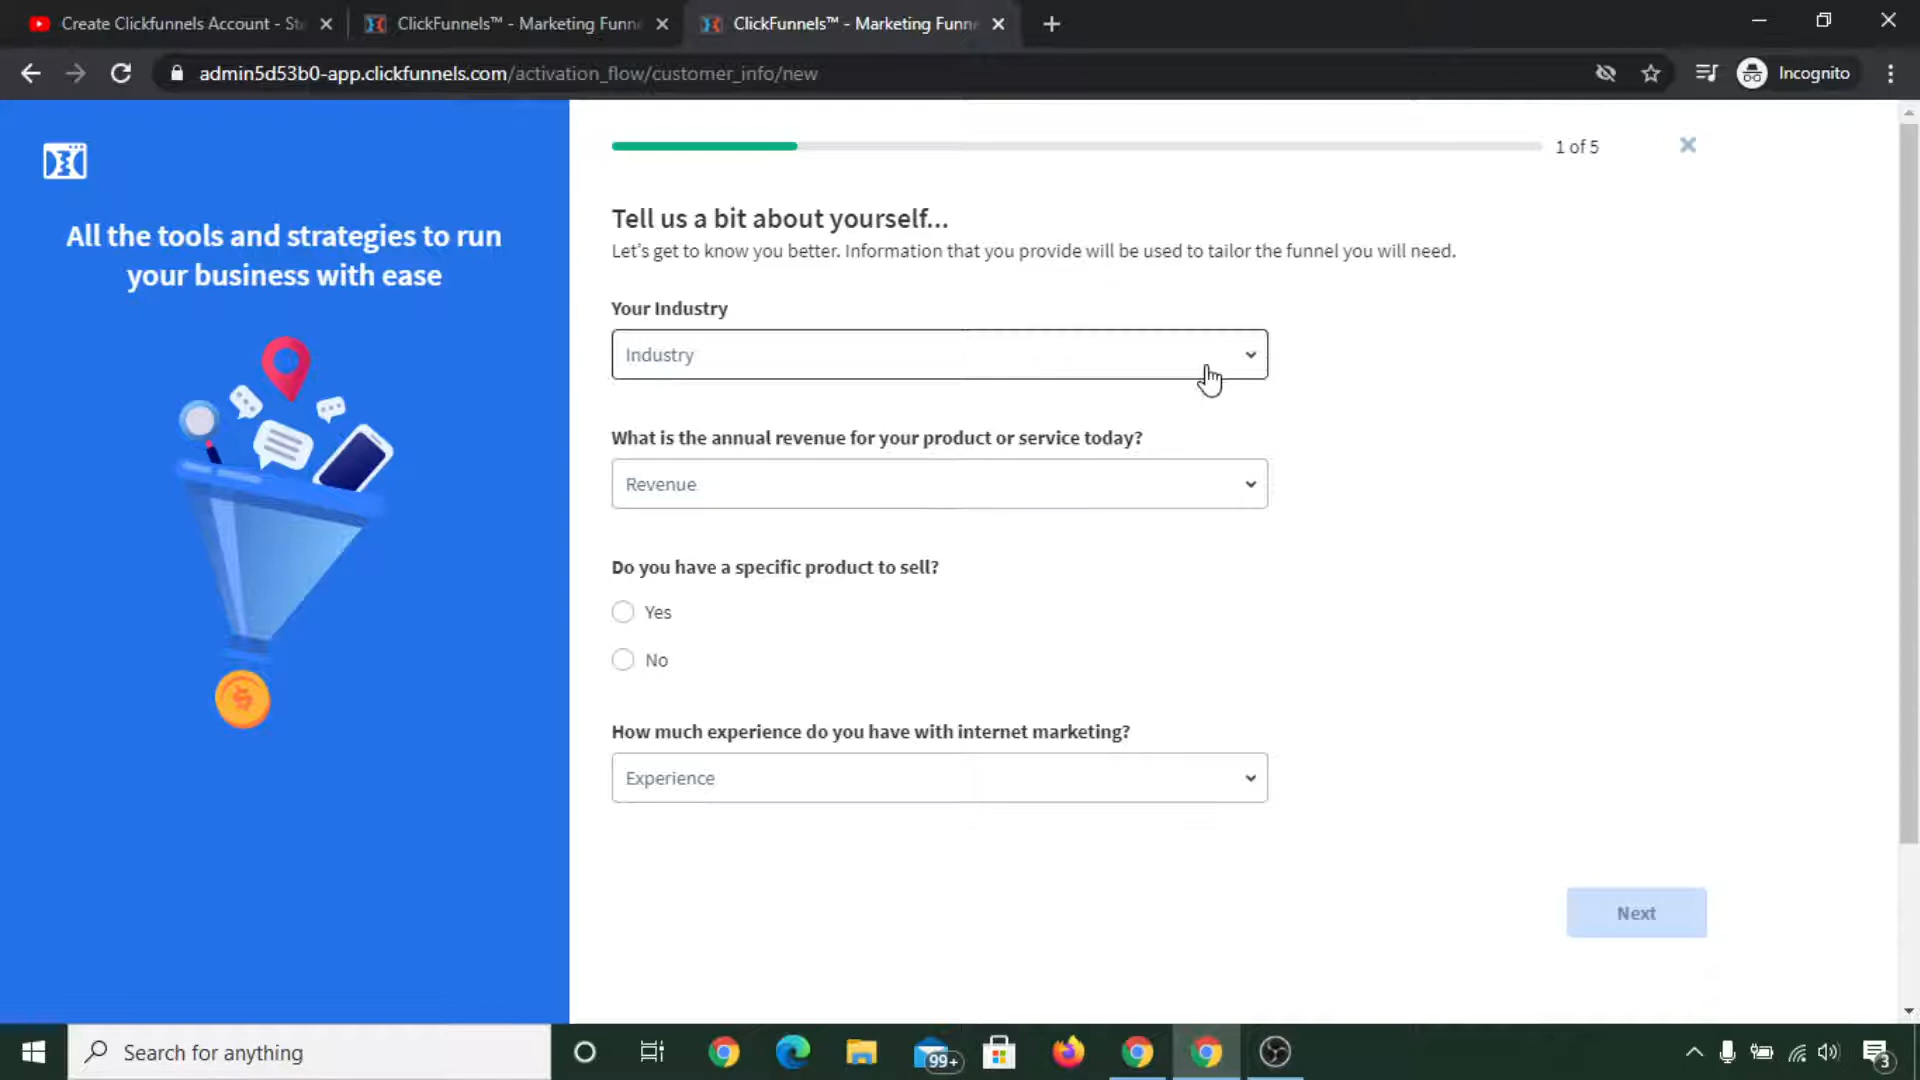 Create Clickfunnels Account - St
ClickFunnels™ - Marketing Funn
ClickFunnels™ - Marketing Funn
admin5d53b0-app.clickfunnels.com/activation_flow/customer_info/new
Incognito
All the tools and strategies to run
your business with ease
1 of 5
Tell us a bit about yourself...
Let's get to know you better. Information that you provide will be used to tailor the funnel you will need.
Your Industry
Industry
What is the annual revenue for your product or service today?
Revenue
Do you have a specific product to sell?
Yes
No
How much experience do you have with internet marketing?
Experience
Next
Search for anything
99+
3